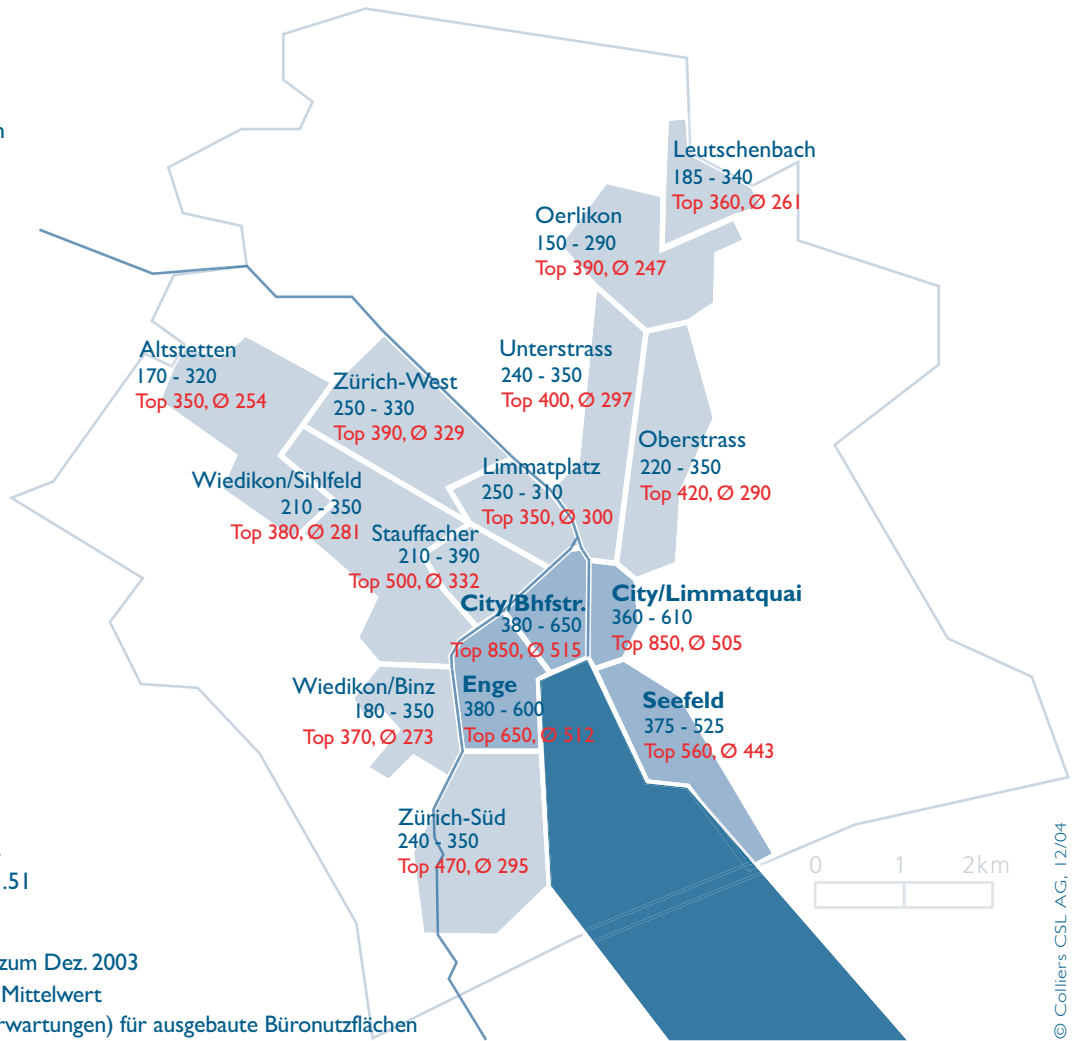 Leutschenbach
185 - 340
Top 360, Ø 261
Oerlikon
150 - 290
Top 390, Ø 247
Altstetten
170 - 320
Top 350, Ø 254
Zürich-West
250 - 330
Top 390, Ø 329
Unterstrass
240 - 350
Top 400, Ø 297
Oberstrass
220 - 350
Top 420, Ø 290
Wiedikon/Sihlfeld
210 - 350
Top 380, Ø 281
Limmatplatz
250 - 310
Top 350, Ø 300
Stauffacher
210 - 390
Top 500, Ø 332
City/Bhfstr.
380 - 650
Top 850, Ø 515
City/Limmatquai
360 - 610
Top 850, Ø 505
Wiedikon/Binz
180 - 350
Top 370, Ø 273
Enge
380 - 600
Top 650, Ø 512
Seefeld
375 - 525
Top 560, Ø 443
Zürich-Süd
240 - 350
Top 470, Ø 295
0 1 2km
.51
zum Dez. 2003
Mittelwert
rwartungen) für ausgebaute Büronutzflächen
© Colliers CSL AG, 12/04